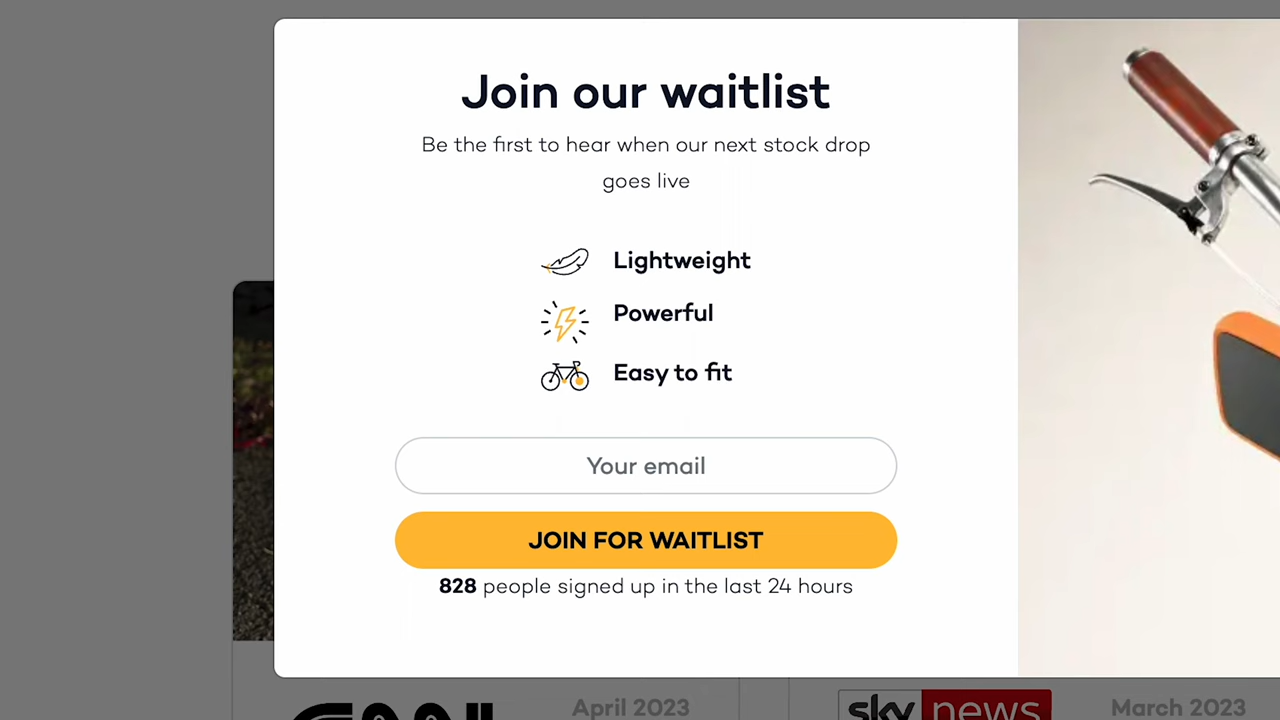 Join our waitlist
Be the first to hear when our next stock drop
goes live
Lightweight
Powerful
Easy to fit
Your email
JOIN FOR WAITLIST
828 people signed up in the last 24 hours
April 2023
sky news
March 2023